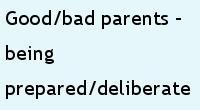 Good/bad parents -
being
prepared/deliberate